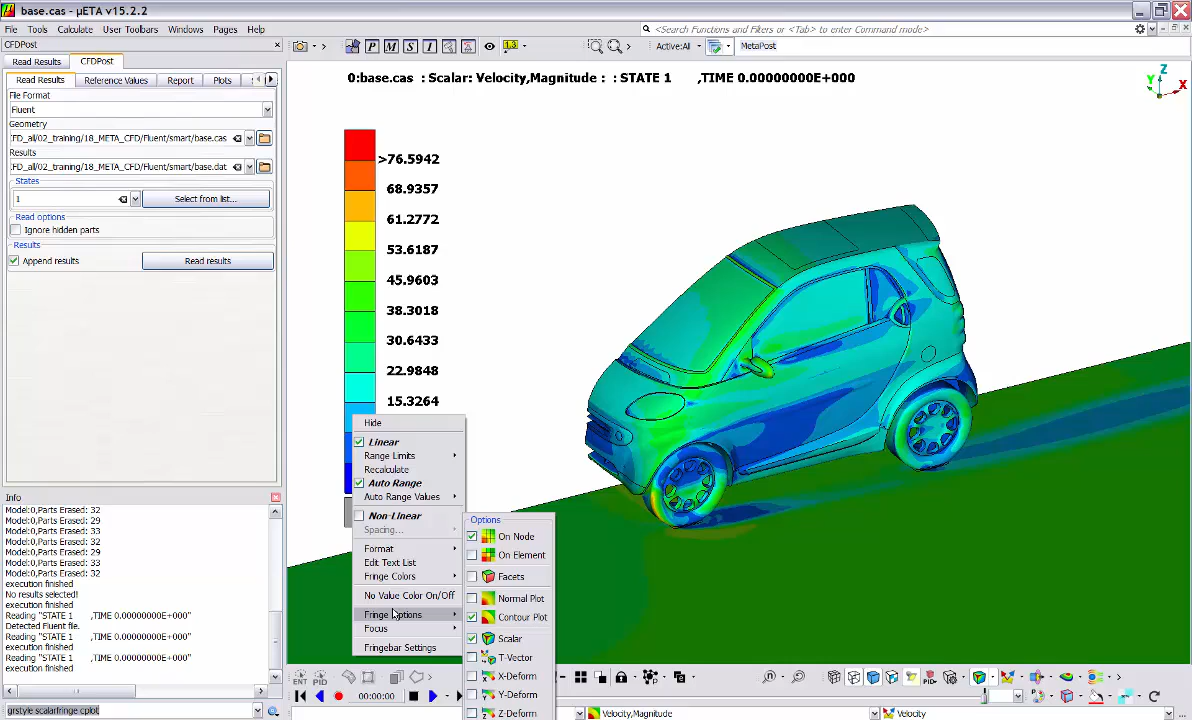 base.cas - µETA v15.2.2
File Tools Calculate User Toolbars Windows Pages Help
<Search Functions and Filters or /<Tab> to enter Command mode>
CFDPost
P M S I
1.3
Active:All
MetaPost
Read Results CFDPost
Read Results Reference Values Report Plots
File Format
Fluent
Geometry
:FD_all/02_training/18_META_CFD/Fluent/smart/base.cas
Results
:FD_all/02_training/18_META_CFD/Fluent/smart/base.dat
States
1
Select from list...
Read options
Ignore hidden parts
Results
Append results
Read results
0:base.cas : Scalar: Velocity,Magnitude : : STATE 1 ,TIME 0.00000000E+000
Z
Y
X
>76.5942
68.9357
61.2772
53.6187
45.9603
38.3018
30.6433
22.9848
15.3264
Hide
Linear
Range Limits
Recalculate
Auto Range
Auto Range Values
Non-Linear
Spacing...
Format
Edit Text List
Fringe Colors
No Value Color On/Off
Fringe Options
Focus
Fringebar Settings
Options
On Node
On Element
Facets
Normal Plot
Contour Plot
Scalar
T-Vector
X-Deform
Y-Deform
Z-Deform
Info
Model:0,Parts Erased: 32
Model:0,Parts Erased: 29
Model:0,Parts Erased: 33
Model:0,Parts Erased: 32
Model:0,Parts Erased: 29
Model:0,Parts Erased: 33
Model:0,Parts Erased: 32
execution finished
No results selected!
execution finished
Reading "STATE 1 ,TIME 0.00000000E+000"
Detected Fluent file.
Reading "STATE 1 ,TIME 0.00000000E+000"
Reading "STATE 1 ,TIME 0.00000000E+000"
execution finished
grstyle scalarfringe cplot
ENT PID
00:00:00
PID
Velocity,Magnitude
Velocity